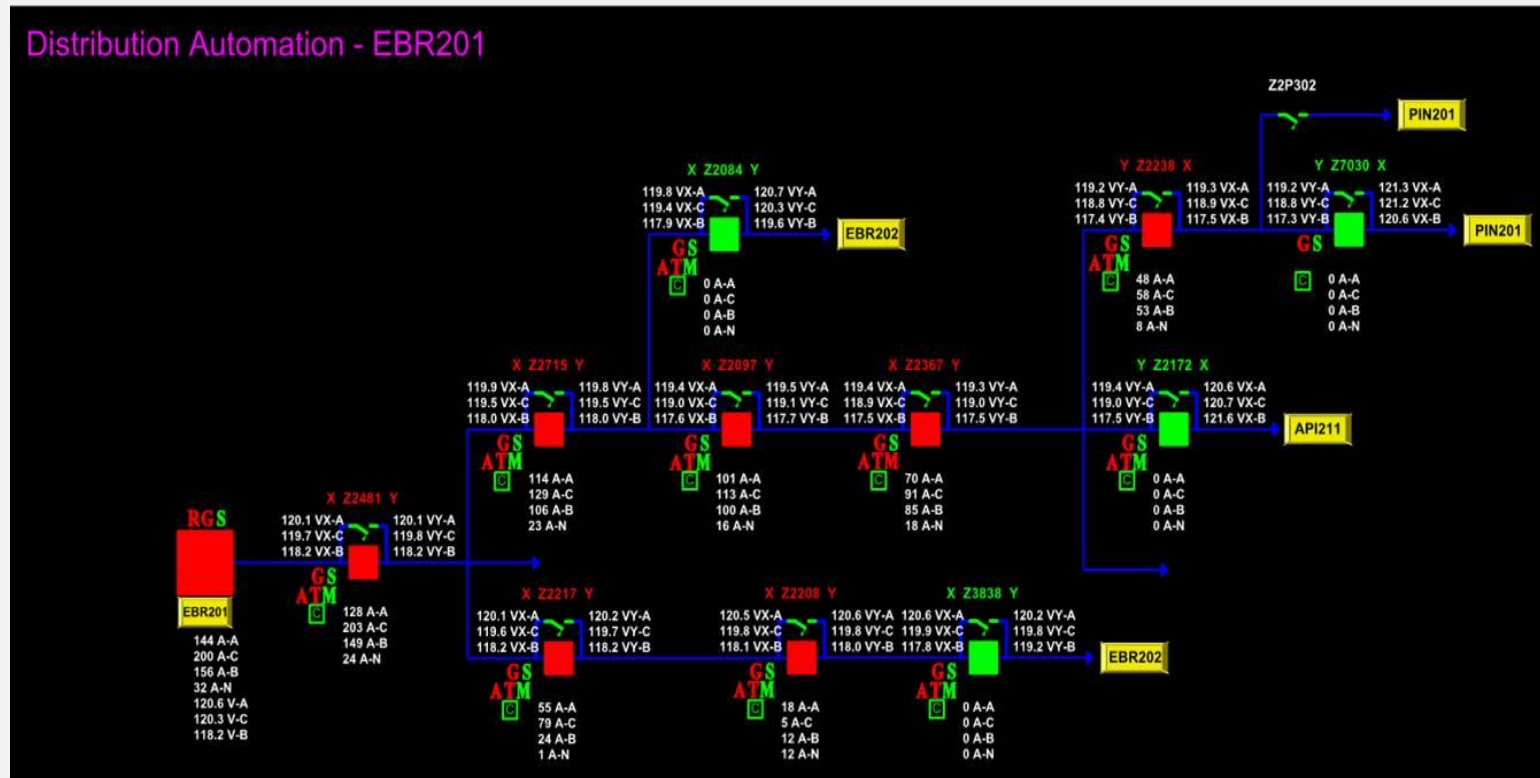 Distribution Automation - EBR201
Z2P302
PIN201
X Z2084 Y
119.8 VX-A
119.4 VX-C
117.9 VX-B
120.7 VY-A
120.3 VY-C
119.6 VY-B
EBR202
GS
ATM
C
0 A-A
0 A-C
0 A-B
0 A-N
Y Z2238 X
119.2 VY-A
118.8 VY-C
117.4 VY-B
119.3 VX-A
118.9 VX-C
117.5 VX-B
GS
ATM
C
48 A-A
58 A-C
53 A-B
8 A-N
Y Z7030 X
119.2 VY-A
118.8 VY-C
117.3 VY-B
121.3 VX-A
121.2 VX-C
120.6 VX-B
PIN201
GS
C
0 A-A
0 A-C
0 A-B
0 A-N
X Z2715 Y
119.9 VX-A
119.5 VX-C
118.0 VX-B
119.8 VY-A
119.5 VY-C
118.0 VY-B
GS
ATM
C
114 A-A
129 A-C
106 A-B
23 A-N
X Z2097 Y
119.4 VX-A
119.0 VX-C
117.6 VX-B
119.5 VY-A
119.1 VY-C
117.7 VY-B
GS
ATM
C
101 A-A
113 A-C
100 A-B
16 A-N
X Z2367 Y
119.4 VX-A
118.9 VX-C
117.5 VX-B
119.3 VY-A
119.0 VY-C
117.5 VY-B
GS
ATM
C
70 A-A
91 A-C
85 A-B
18 A-N
Y Z2172 X
119.4 VY-A
119.0 VY-C
117.5 VY-B
120.6 VX-A
120.7 VX-C
121.6 VX-B
API211
GS
ATM
C
0 A-A
0 A-C
0 A-B
0 A-N
RGS
EBR201
144 A-A
200 A-C
156 A-B
32 A-N
120.6 V-A
120.3 V-C
118.2 V-B
X Z2481 Y
120.1 VX-A
119.7 VX-C
118.2 VX-B
120.1 VY-A
119.8 VY-C
118.2 VY-B
GS
ATM
C
128 A-A
203 A-C
149 A-B
24 A-N
X Z2217 Y
120.1 VX-A
119.6 VX-C
118.2 VX-B
120.2 VY-A
119.7 VY-C
118.2 VY-B
GS
ATM
C
55 A-A
79 A-C
24 A-B
1 A-N
X Z2208 Y
120.5 VX-A
119.8 VX-C
118.1 VX-B
120.6 VY-A
119.8 VY-C
118.0 VY-B
GS
ATM
C
18 A-A
5 A-C
12 A-B
12 A-N
X Z3838 Y
120.6 VX-A
119.9 VX-C
117.8 VX-B
120.2 VY-A
119.8 VY-C
119.2 VY-B
EBR202
GS
ATM
C
0 A-A
0 A-C
0 A-B
0 A-N